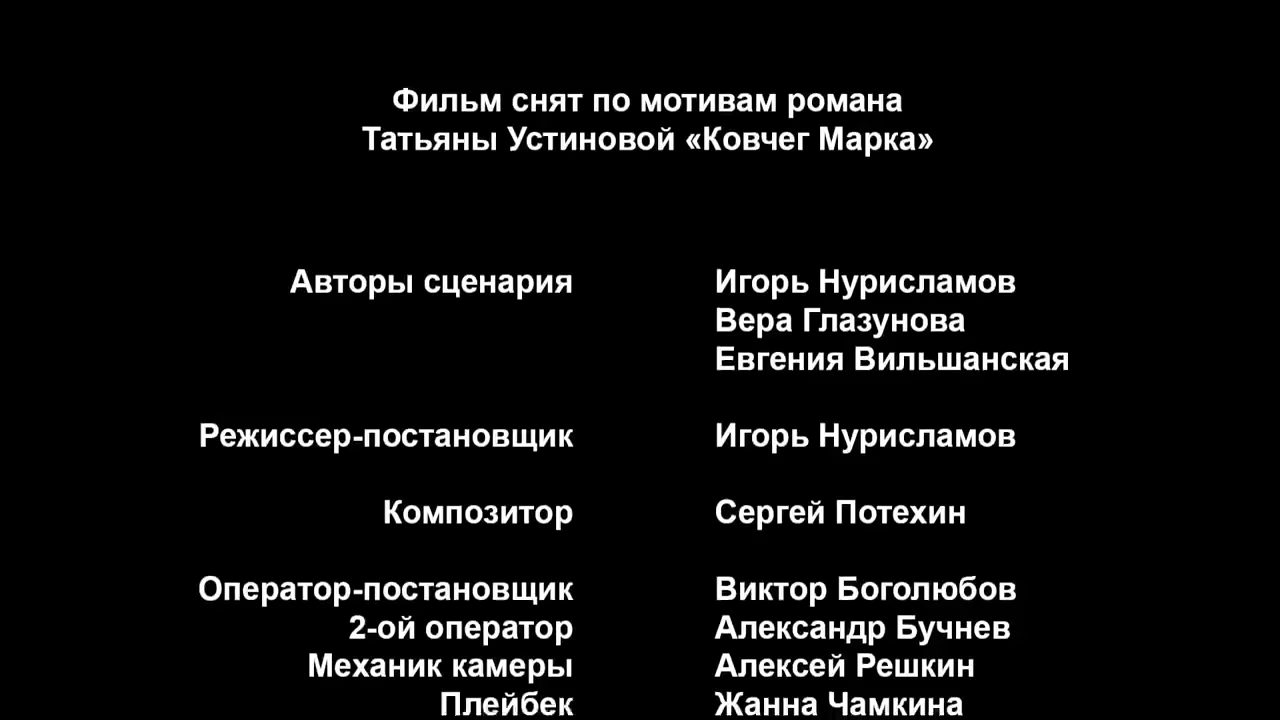 Фильм снят по мотивам романа
Татьяны Устиновой «Ковчег Марка»
Авторы сценария Игорь Нурисламов
Вера Глазунова
Евгения Вильшанская
Режиссер-постановщик Игорь Нурисламов
Композитор Сергей Потехин
Оператор-постановщик Виктор Боголюбов
2-ой оператор Александр Бучнев
Механик камеры Алексей Решкин
Плейбек Жанна Чамкина